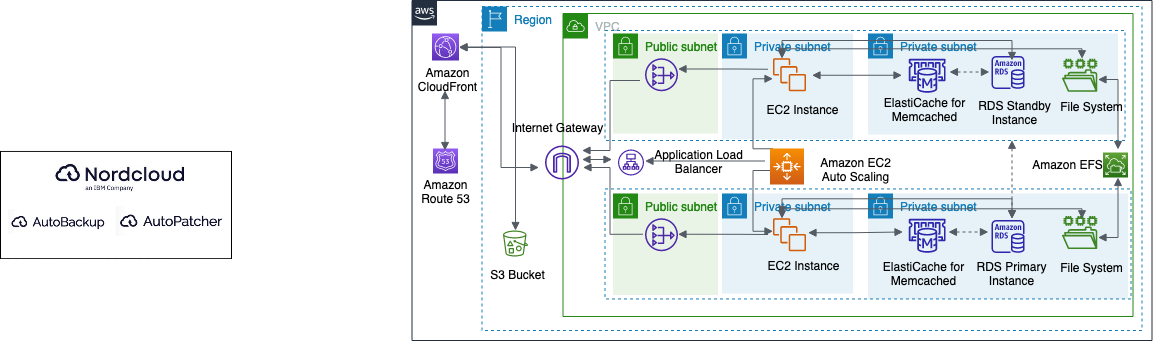 Nordcloud
an IBM Company
AutoBackup
AutoPatcher
aws
Region
VPC
Amazon
CloudFront
53
Amazon
Route 53
S3 Bucket
Internet Gateway
Public subnet
Private subnet
Private subnet
EC2 Instance
M
ElastiCache for
Memcached
Amazon
RDS
RDS Standby
Instance
File System
Application Load
Balancer
Amazon EC2
Auto Scaling
Amazon EFS
Public subnet
Private subnet
Private subnet
EC2 Instance
M
ElastiCache for
Memcached
Amazon
RDS
RDS Primary
Instance
File System